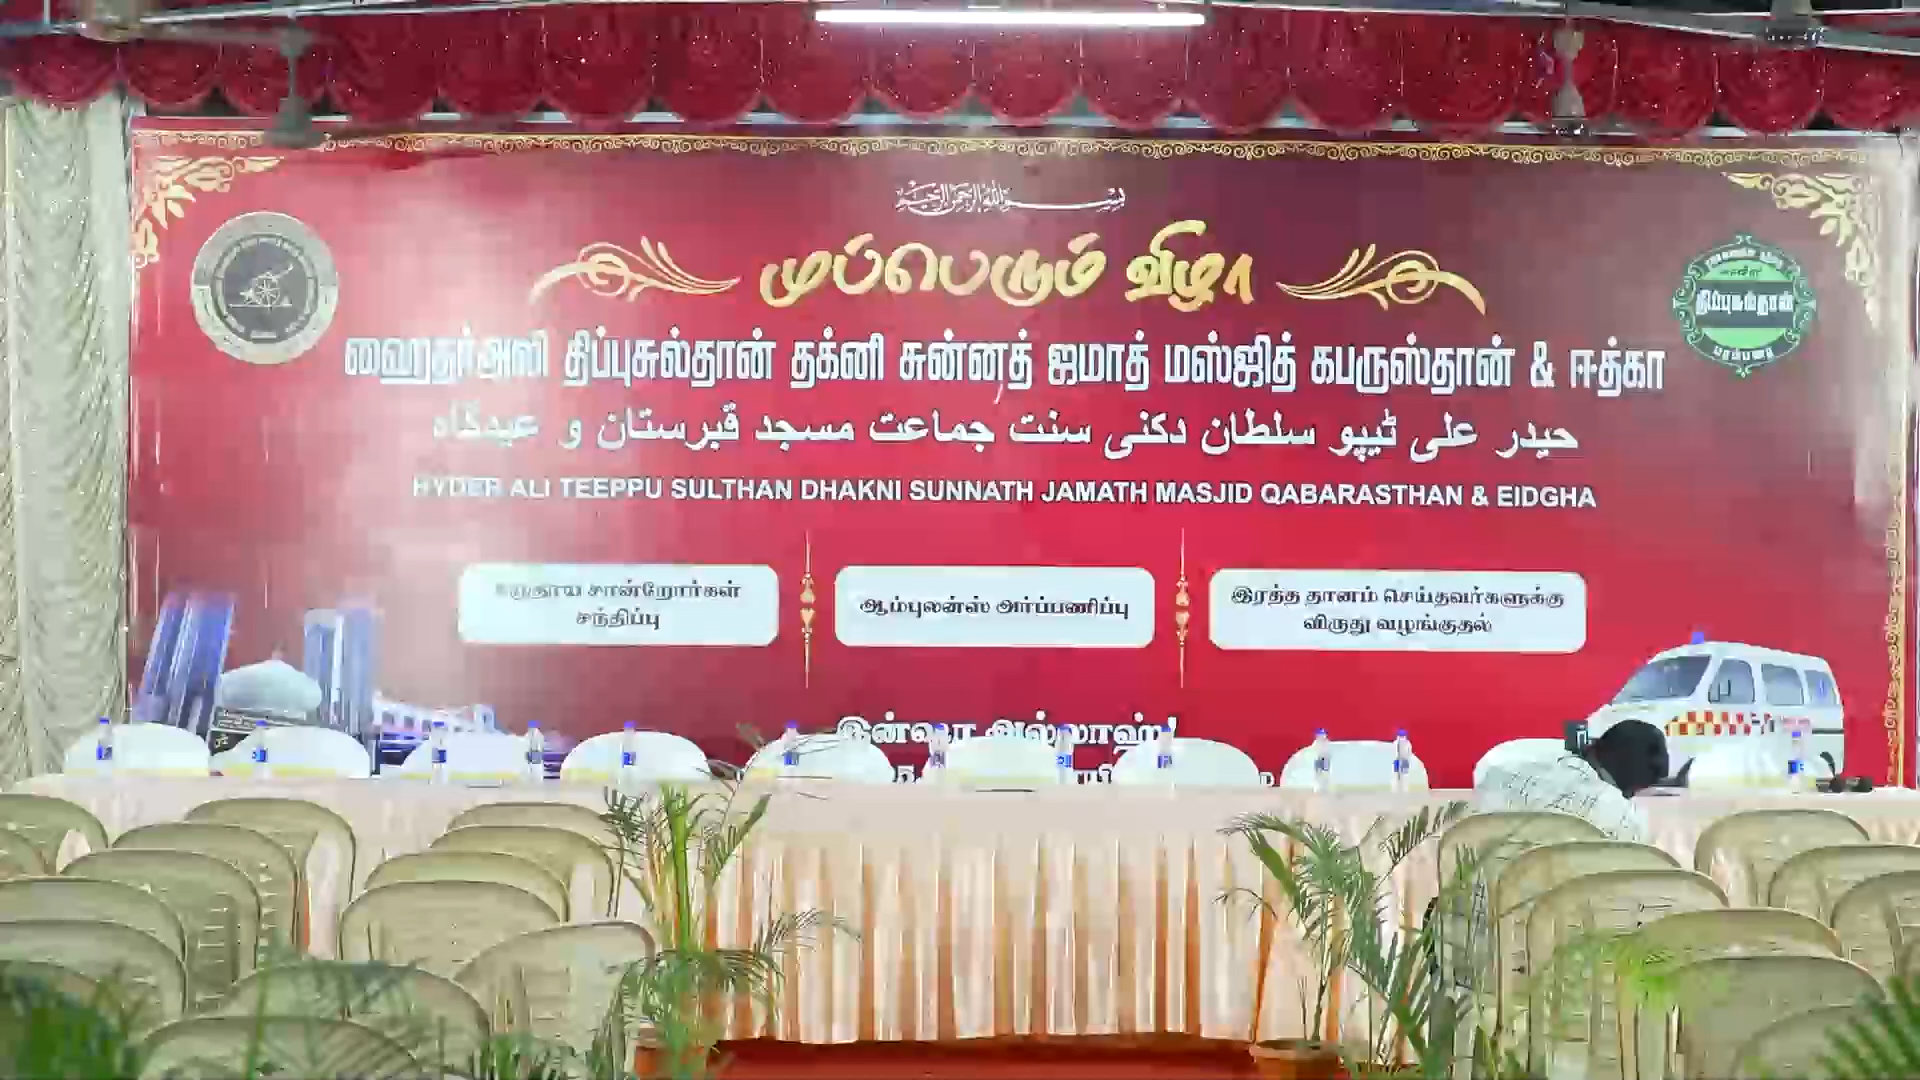 بسم الله الرحمن الرحيم
முப்பெரும் விழா
ஹைதர்அலி திப்புசுல்தான் தக்னி சுன்னத் ஜமாத் மஸ்ஜித் கபருஸ்தான் & ஈத்கா
திப்புசுல்தான்
حیدر علی ٹیپو سلطان دکنی سنت جماعت مسجد قبرستان و عیدگاہ
HYDER ALI TEEPPU SULTHAN DHAKNI SUNNATH JAMATH MASJID QABARASTHAN & EIDGHA
சான்றோர்கள்
சந்திப்பு
ஆம்புலன்ஸ் அர்ப்பணிப்பு
இரத்த தானம் செய்தவர்களுக்கு
விருது வழங்குதல்
இன்ஷா அல்லாஹ்!